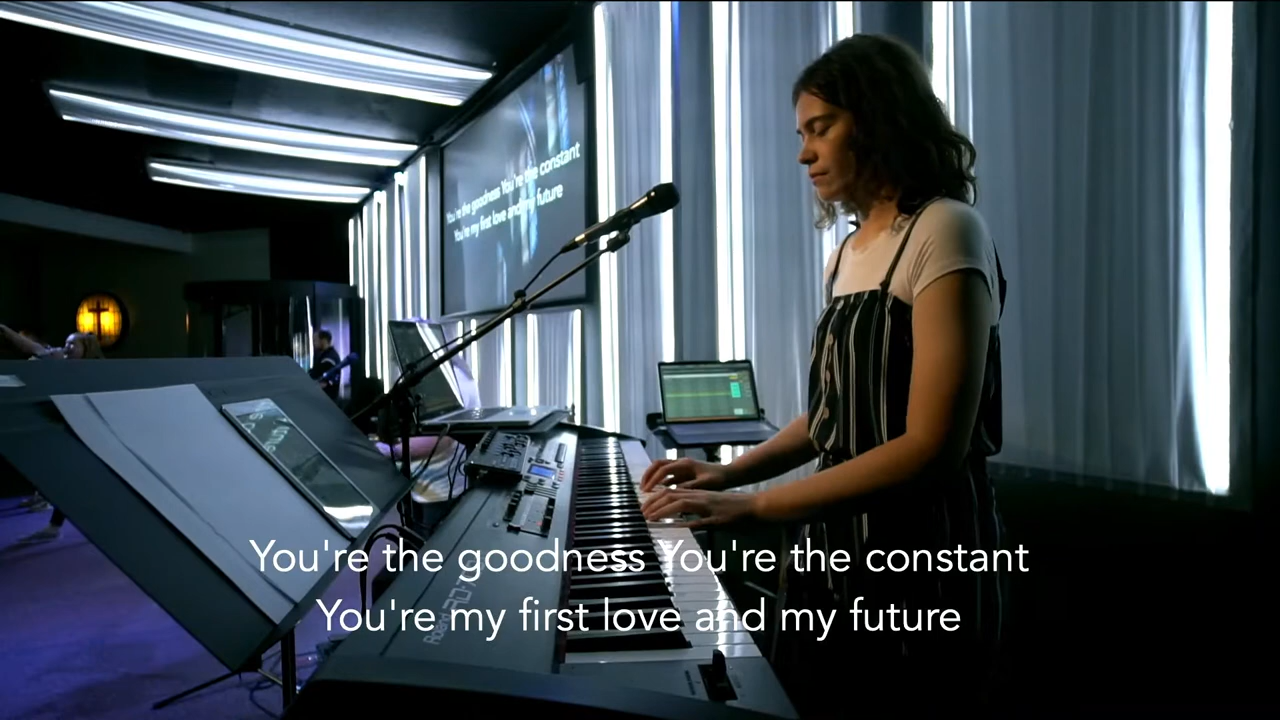 You're the goodness You're the constant
You're my first love and my future
Roland RD-
You're the goodness You're the constant
You're my first love and my future